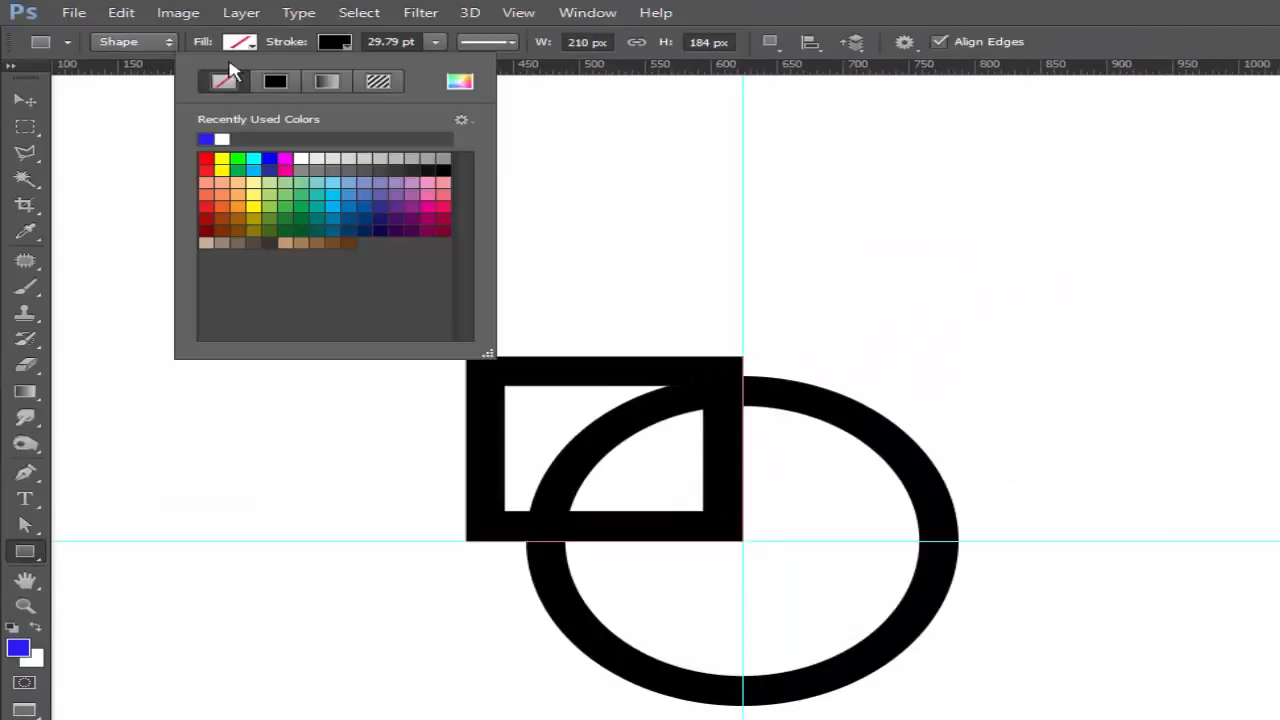 Ps File Edit Image Layer Type Select Filter 3D View Window Help
Shape Fill: Stroke: 29.79 pt W: 210 px H: 184 px Align Edges
100 150 450 500 550 600 650 700 750 800 850 900 950 1000
Recently Used Colors
T